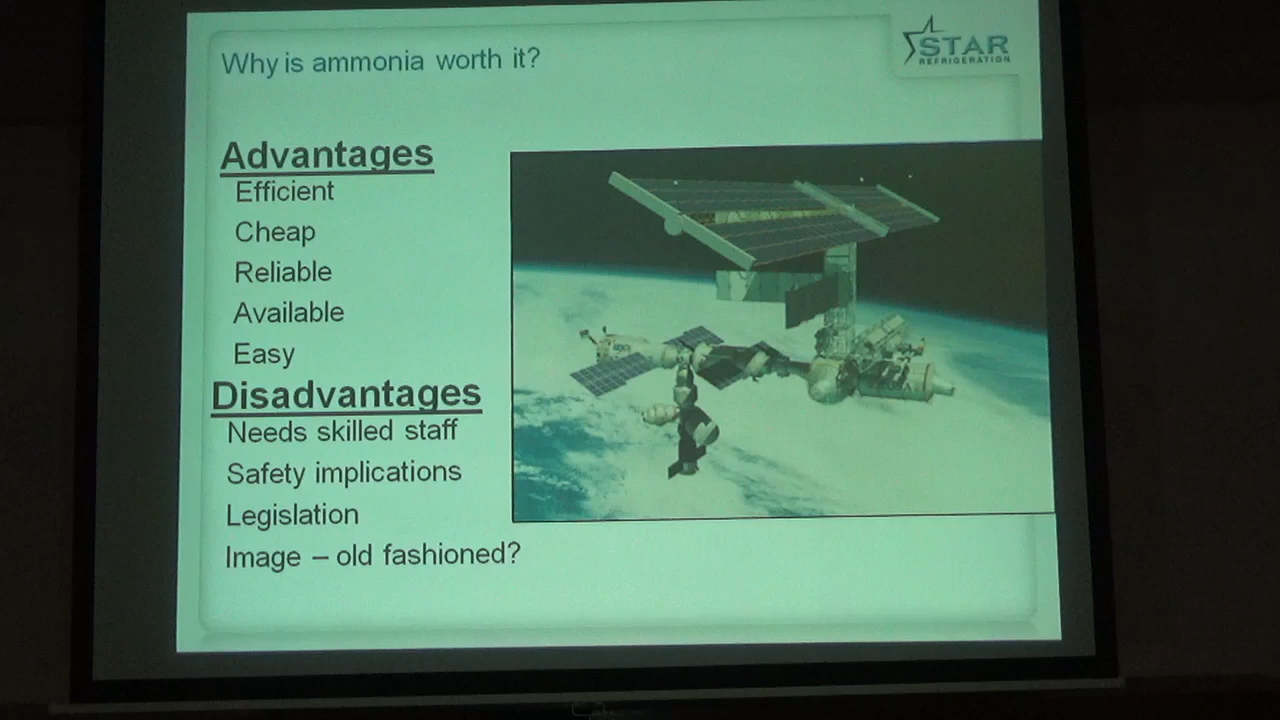 Why is ammonia worth it?
STAR
REFRIGERATION
Advantages
Efficient
Cheap
Reliable
Available
Easy
Disadvantages
Needs skilled staff
Safety implications
Legislation
Image – old fashioned?